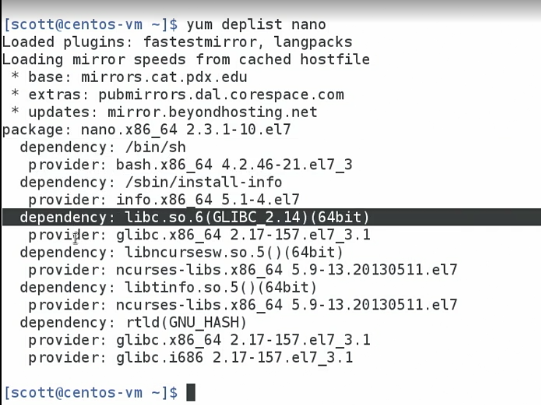 [scott@centos-vm ~]$ yum deplist nano
Loaded plugins: fastestmirror, langpacks
Loading mirror speeds from cached hostfile
 * base: mirrors.cat.pdx.edu
 * extras: pubmirrors.dal.corespace.com
 * updates: mirror.beyondhosting.net
package: nano.x86_64 2.3.1-10.el7
  dependency: /bin/sh
   provider: bash.x86_64 4.2.46-21.el7_3
  dependency: /sbin/install-info
   provider: info.x86_64 5.1-4.el7
  dependency: libc.so.6(GLIBC_2.14)(64bit)
   provider: glibc.x86_64 2.17-157.el7_3.1
  dependency: libncursesw.so.5()(64bit)
   provider: ncurses-libs.x86_64 5.9-13.20130511.el7
  dependency: libtinfo.so.5()(64bit)
   provider: ncurses-libs.x86_64 5.9-13.20130511.el7
  dependency: rtld(GNU_HASH)
   provider: glibc.x86_64 2.17-157.el7_3.1
   provider: glibc.i686 2.17-157.el7_3.1
[scott@centos-vm ~]$